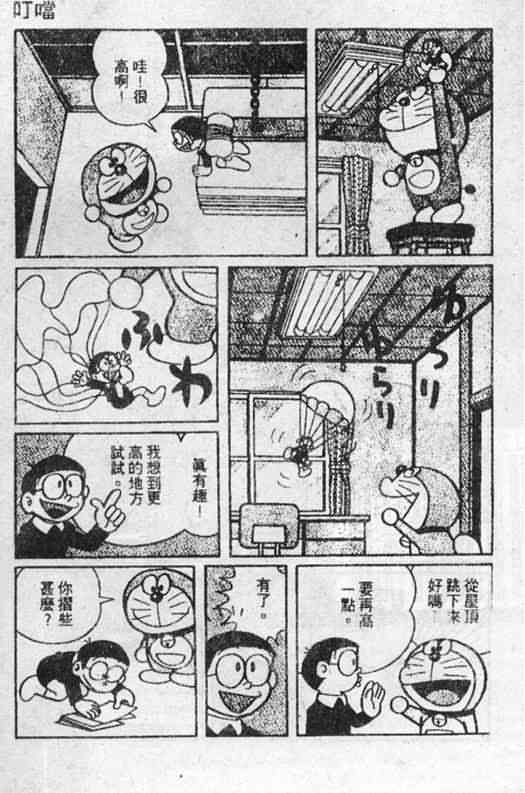 叮噹
哇！很
高啊！
ゆらり
ゆらり
ふわ
眞有趣！
我想到更
高的地方
試試。
從屋頂
跳下來
好嗎？
要再高
一點。
有了。
你摺些
甚麼？